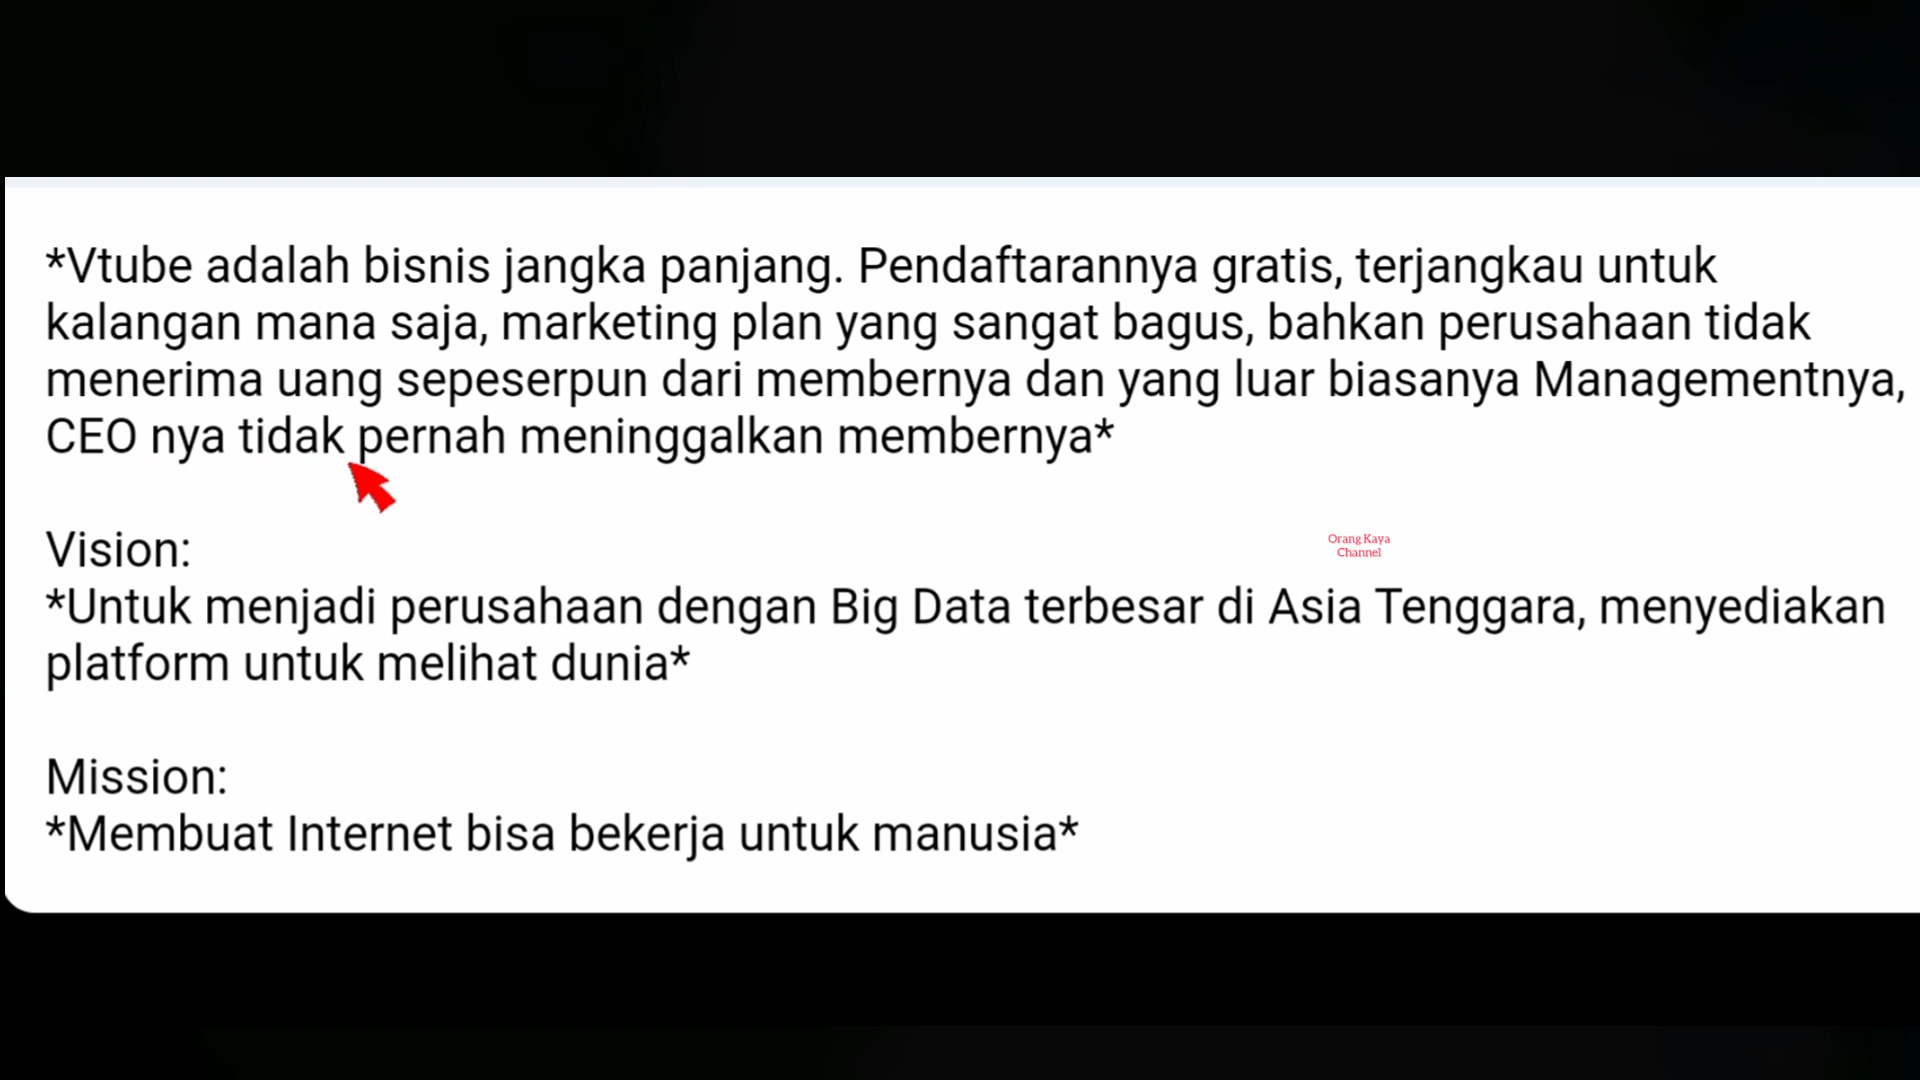 *Vtube adalah bisnis jangka panjang. Pendaftarannya gratis, terjangkau untuk
kalangan mana saja, marketing plan yang sangat bagus, bahkan perusahaan tidak
menerima uang sepeserpun dari membernya dan yang luar biasanya Managementnya,
CEO nya tidak pernah meninggalkan membernya*
Vision:
Orang Kaya
Channel
*Untuk menjadi perusahaan dengan Big Data terbesar di Asia Tenggara, menyediakan
platform untuk melihat dunia*
Mission:
*Membuat Internet bisa bekerja untuk manusia*